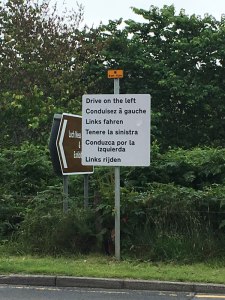 Drive on the left
Conduisez à gauche
Links fahren
Tenere la sinistra
Conduzca por la
izquierda
Links rijden